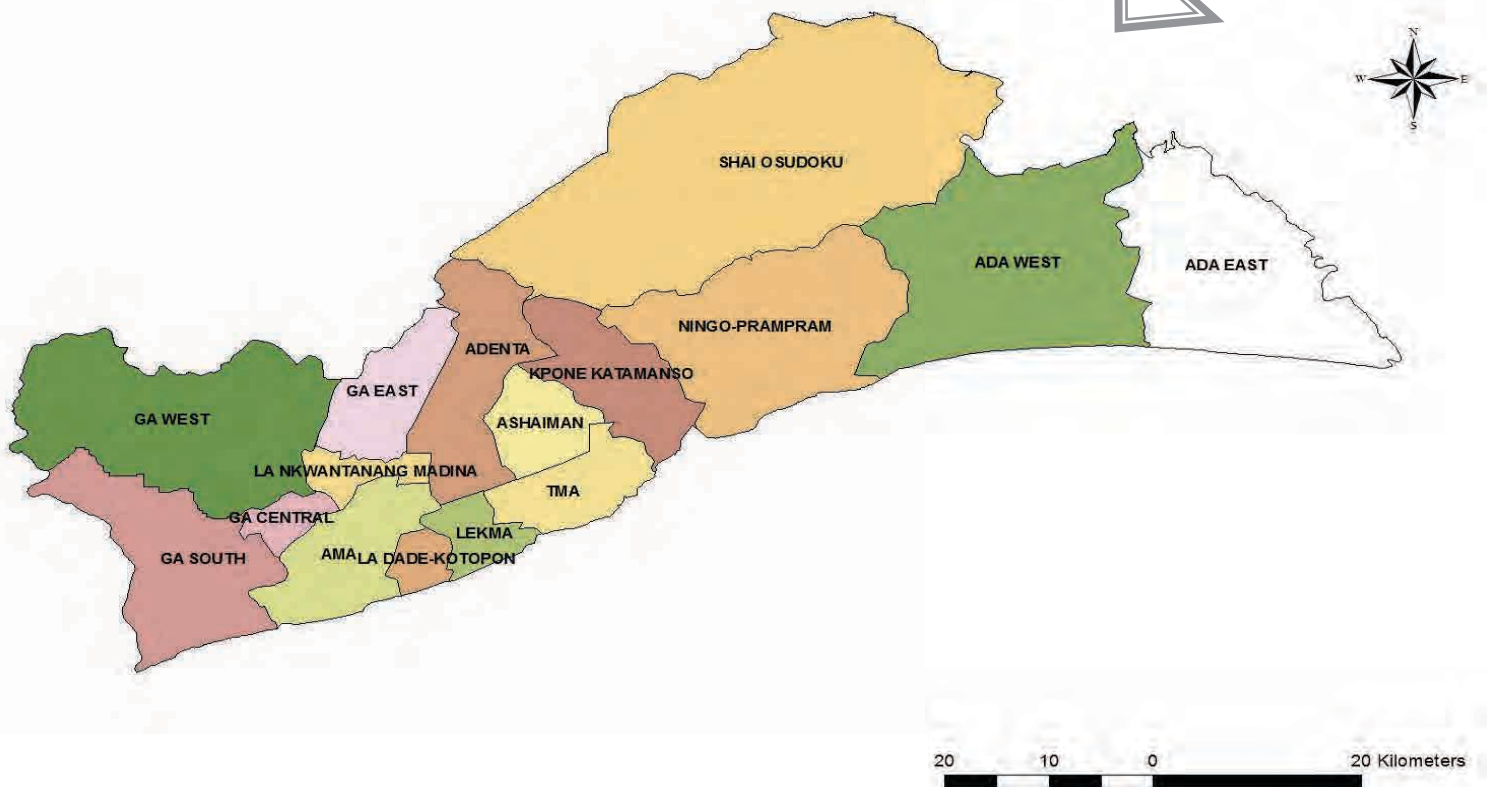 N
W E
S
SHAI OSUDOKU
ADA WEST
ADA EAST
NINGO-PRAMPRAM
ADENTA
KPONE KATAMANSO
GA EAST
GA WEST
ASHAIMAN
LA NKWANTANANG MADINA
TMA
GA CENTRAL
LEKMA
GA SOUTH
AMA
LA DADE-KOTOPON
20 10 0 20 Kilometers